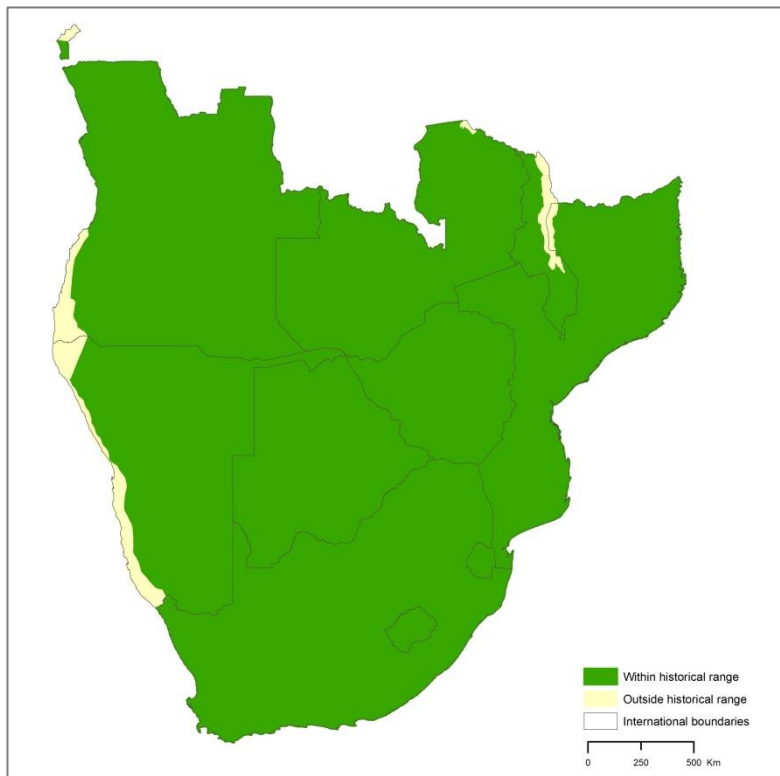 Within historical range
Outside historical range
International boundaries
0 250 500 Km